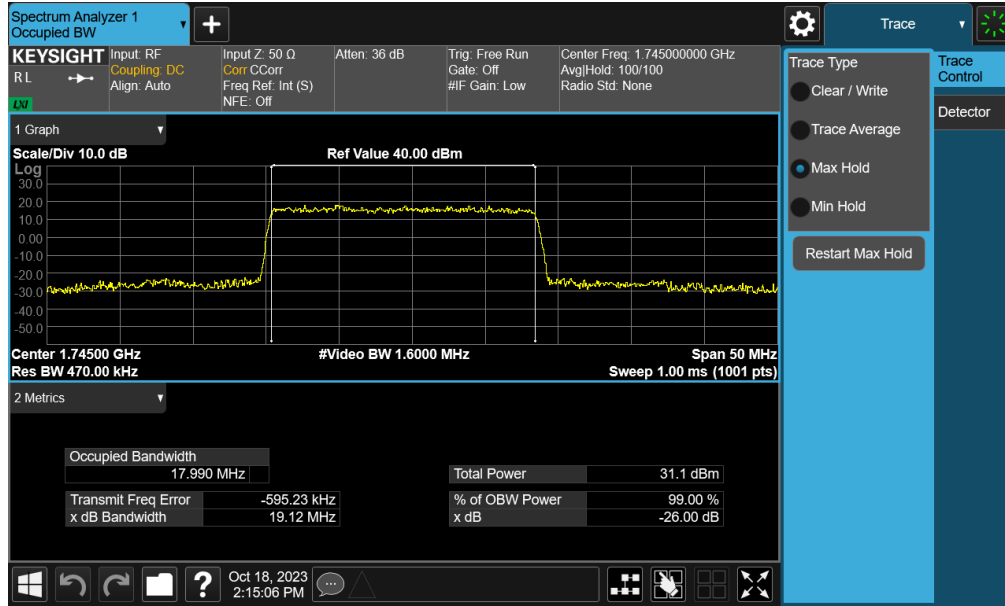 Spectrum Analyzer 1
Occupied BW
+
Trace
KEYSIGHT
R L
LXI
Input: RF
Coupling: DC
Align: Auto
Input Z: 50 Ω
Corr CCorr
Freq Ref: Int (S)
NFE: Off
Atten: 36 dB
Trig: Free Run
Gate: Off
#IF Gain: Low
Center Freq: 1.745000000 GHz
Avg|Hold: 100/100
Radio Std: None
Trace Type
Clear / Write
Trace Average
Max Hold
Min Hold
Restart Max Hold
Trace
Control
Detector
1 Graph
Scale/Div 10.0 dB
Ref Value 40.00 dBm
Log
30.0
20.0
10.0
0.00
-10.0
-20.0
-30.0
-40.0
-50.0
Center 1.74500 GHz
#Video BW 1.6000 MHz
Span 50 MHz
Res BW 470.00 kHz
Sweep 1.00 ms (1001 pts)
2 Metrics
Occupied Bandwidth
17.990 MHz
Total Power 31.1 dBm
Transmit Freq Error -595.23 kHz
% of OBW Power 99.00 %
x dB Bandwidth 19.12 MHz
x dB -26.00 dB
?
Oct 18, 2023
2:15:06 PM